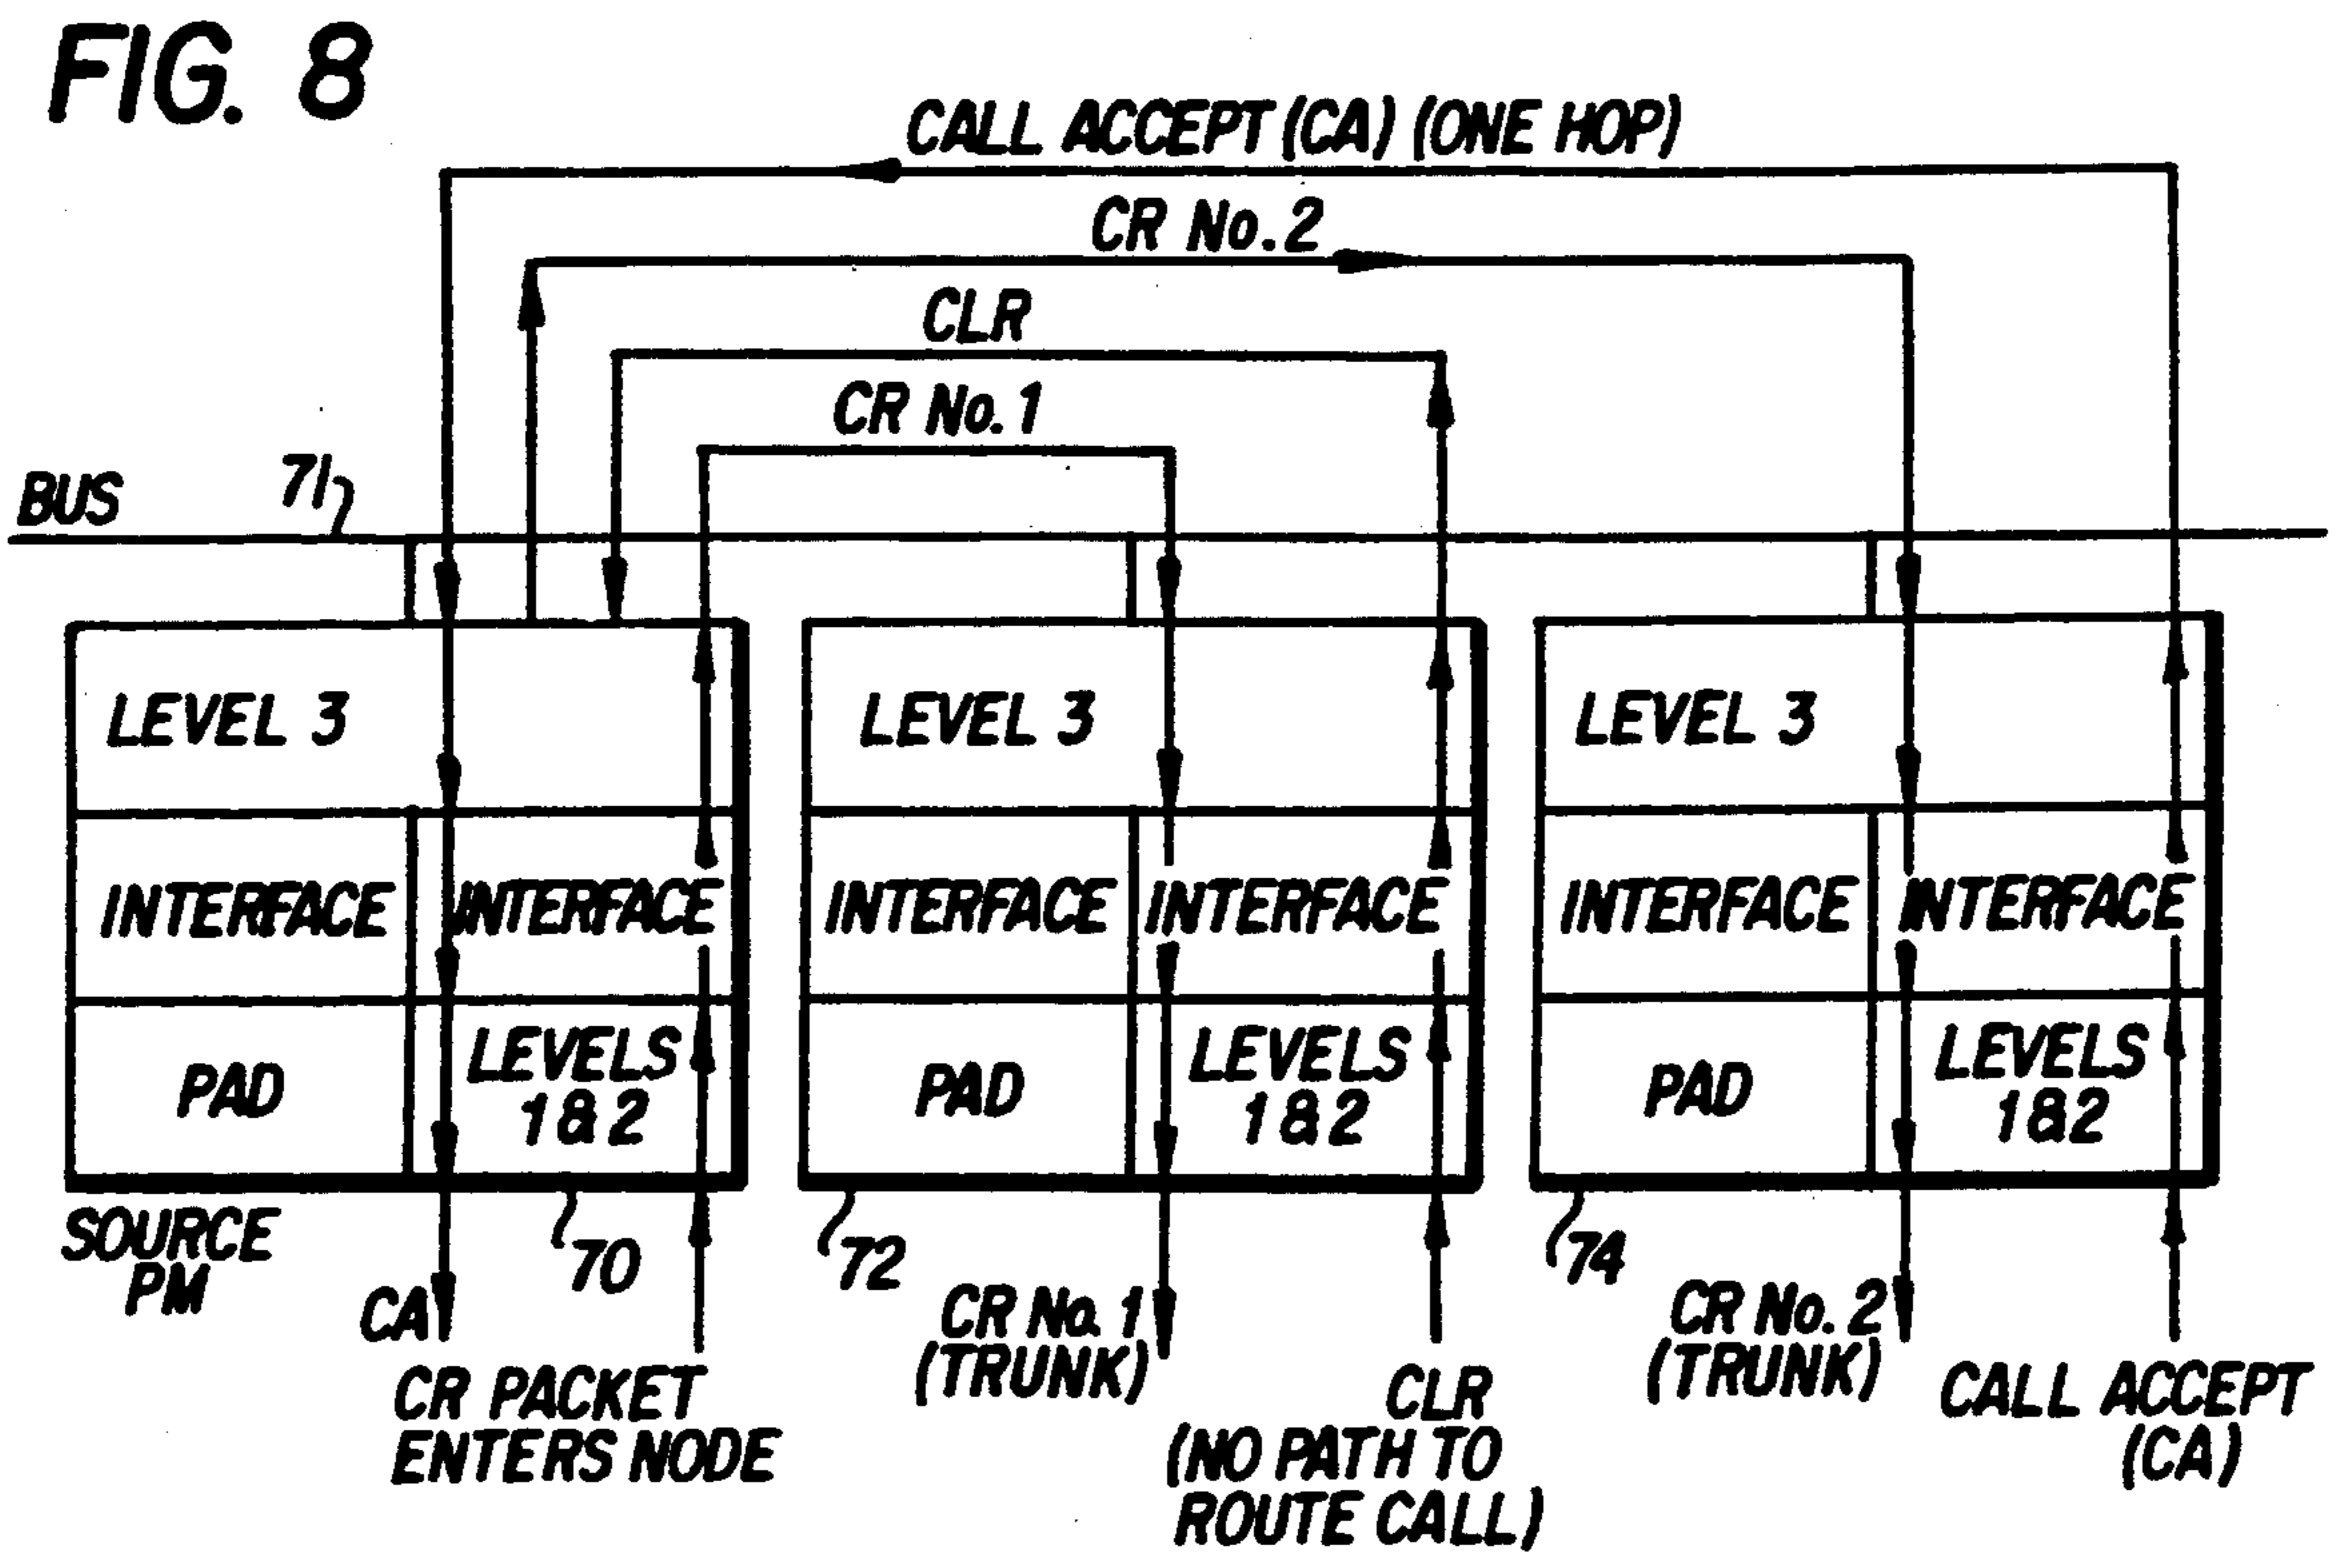 FIG. 8
CALL ACCEPT (CA) (ONE HOP)
CR No. 2
CLR
CR No. 1
BUS
71
LEVEL 3
LEVEL 3
LEVEL 3
INTERFACE
INTERFACE
INTERFACE
INTERFACE
INTERFACE
INTERFACE
PAD
LEVELS
1 & 2
PAD
LEVELS
1 & 2
PAD
LEVELS
1 & 2
SOURCE
PM
CA
70
CR PACKET
ENTERS NODE
72
CR No. 1
(TRUNK)
CLR
(NO PATH TO
ROUTE CALL)
74
CR No. 2
(TRUNK)
CALL ACCEPT
(CA)